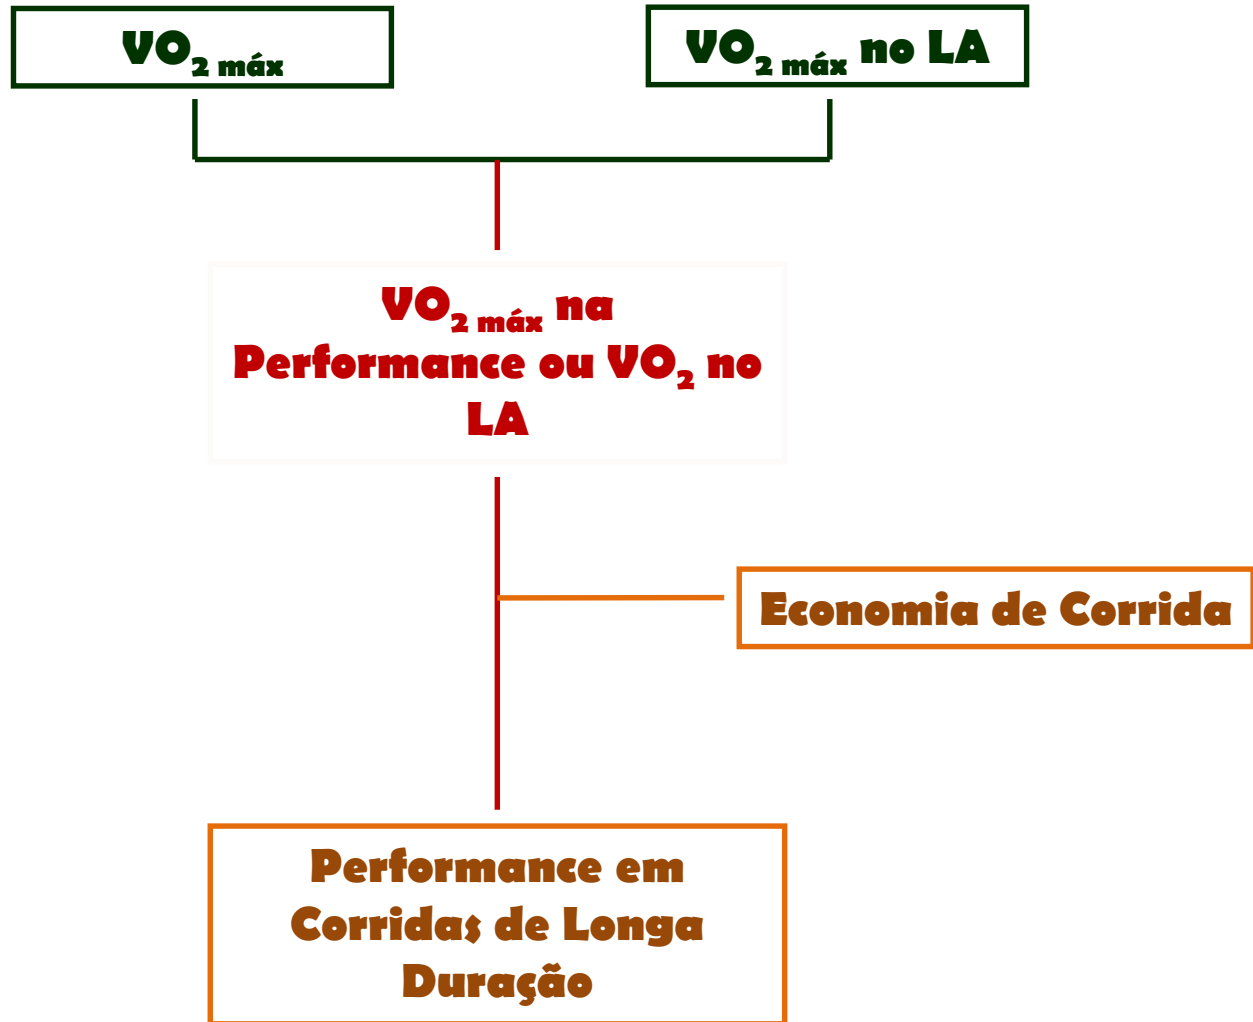 VO2 máx
VO2 máx no LA
VO2 máx na
Performance ou VO2 no
LA
Economia de Corrida
Performance em
Corridas de Longa
Duração